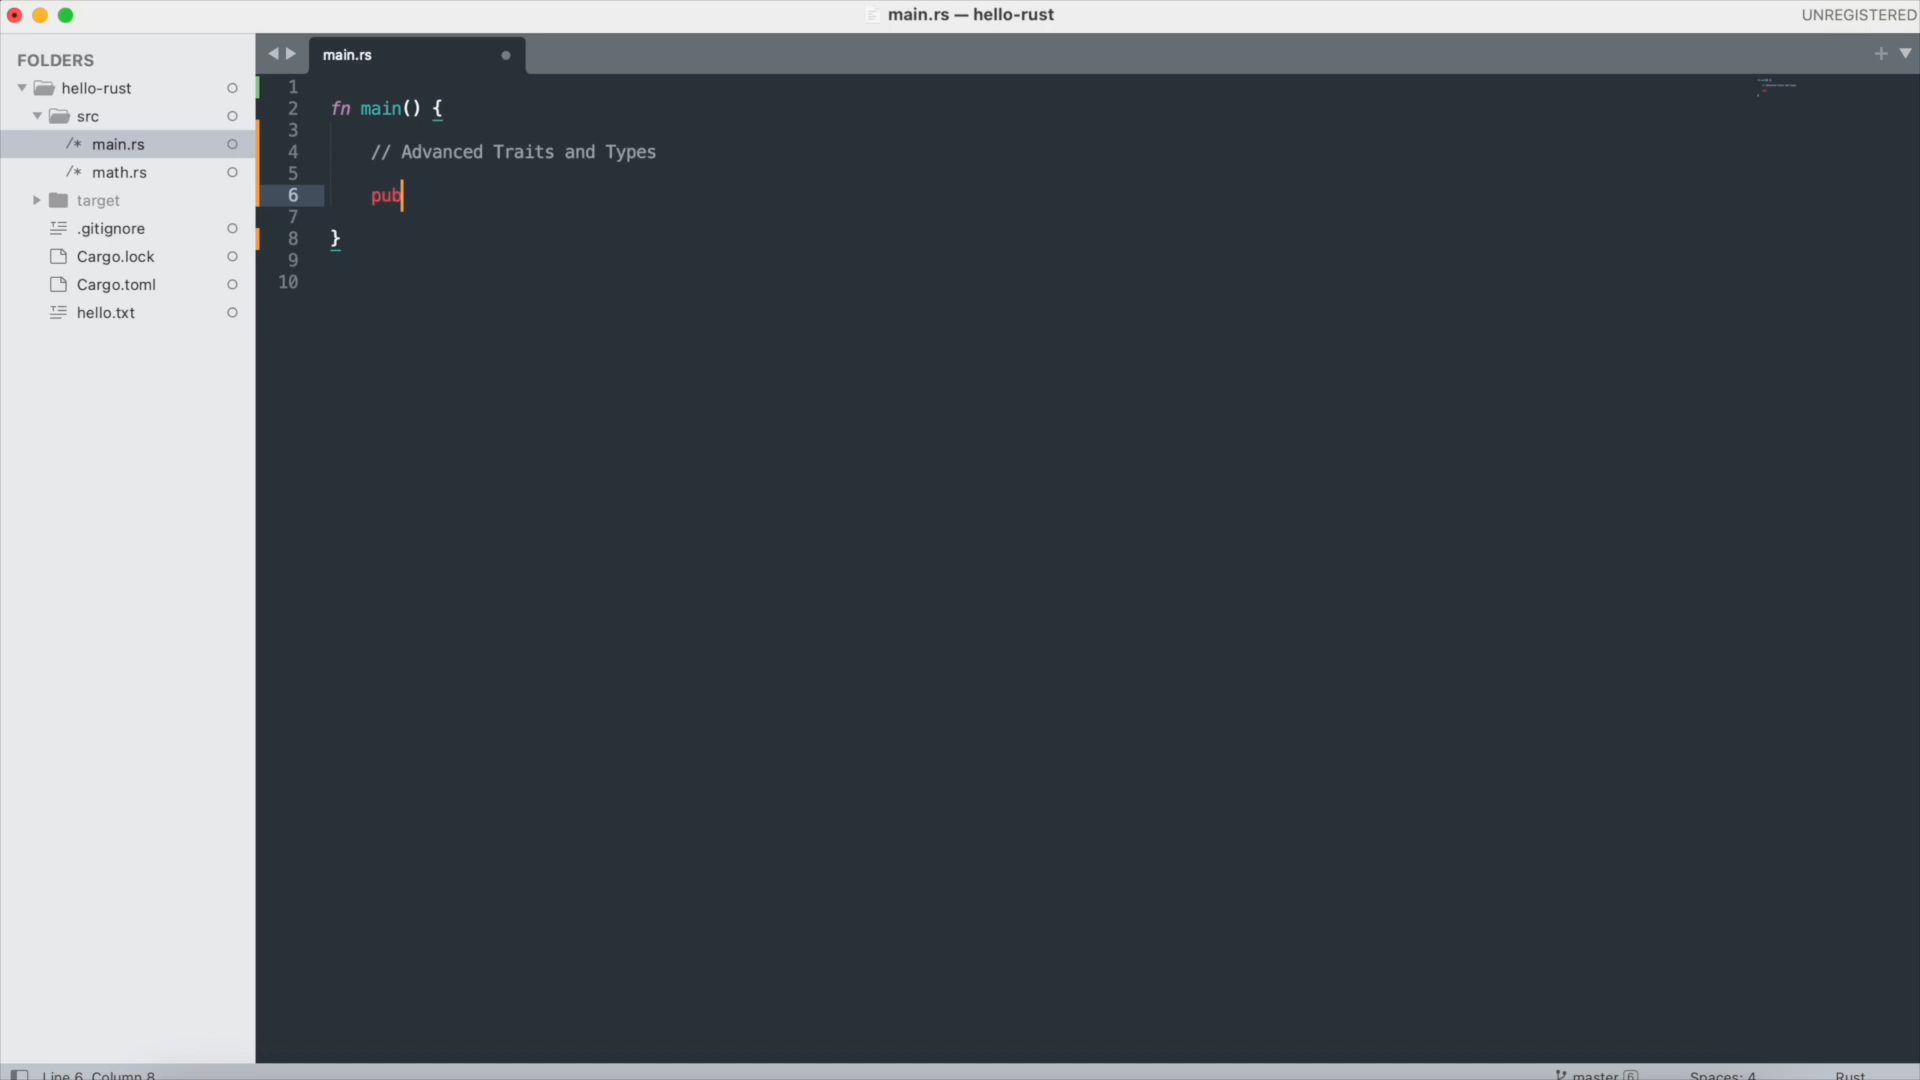 main.rs — hello-rust
UNREGISTERED
FOLDERS
hello-rust
src
/* main.rs
/* math.rs
target
.gitignore
Cargo.lock
Cargo.toml
hello.txt
main.rs
1
2 fn main() {
3
4 // Advanced Traits and Types
5
6 pub
7
8 }
9
10
Line 6, Column 8
master 6
Spaces: 4
Rust